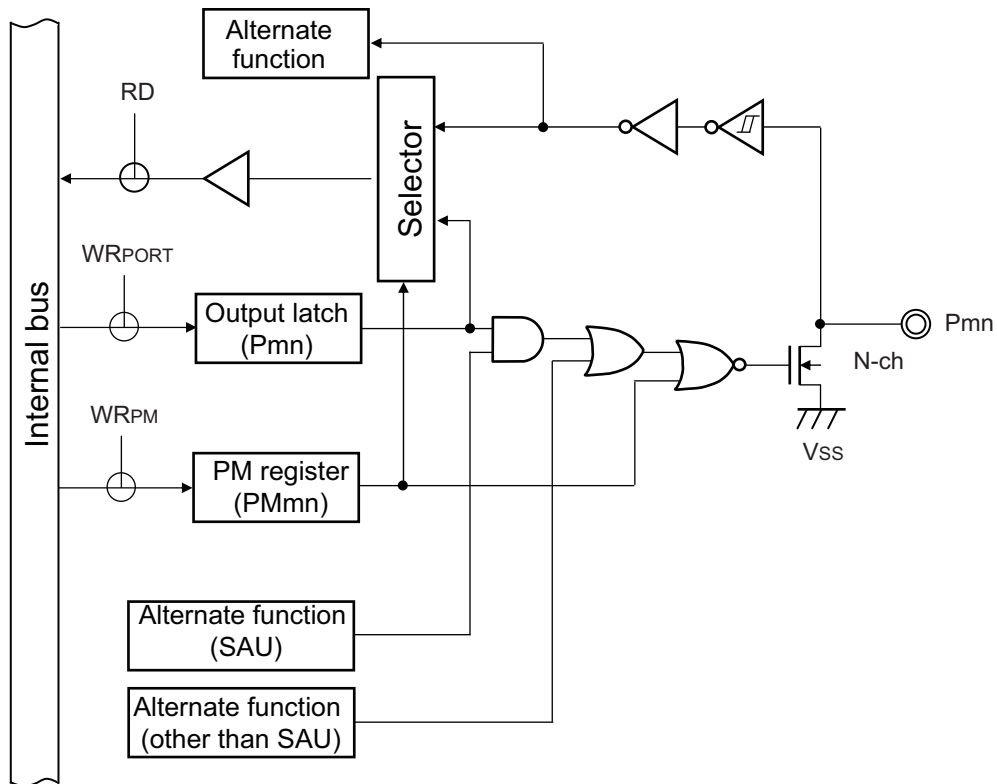 Alternate
function
RD
Selector
WRPORT
Internal bus
Output latch
(Pmn)
Pmn
N-ch
WRPM
VSS
PM register
(PMmn)
Alternate function
(SAU)
Alternate function
(other than SAU)